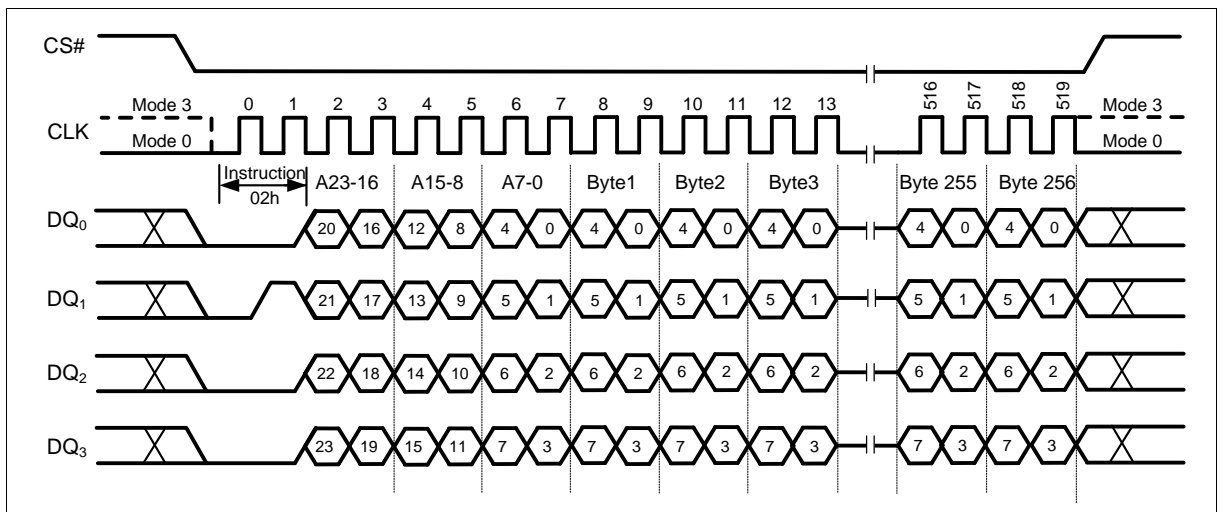 CS#
0 1 2 3 4 5 6 7 8 9 10 11 12 13 516 517 518 519
Mode 3 Mode 3
CLK
Mode 0 Mode 0
Instruction A23-16 A15-8 A7-0 Byte1 Byte2 Byte3 Byte 255 Byte 256
02h
DQ0 20 16 12 8 4 0 4 0 4 0 4 0 4 0 4 0
DQ1 21 17 13 9 5 1 5 1 5 1 5 1 5 1 5 1
DQ2 22 18 14 10 6 2 6 2 6 2 6 2 6 2 6 2
DQ3 23 19 15 11 7 3 7 3 7 3 7 3 7 3 7 3